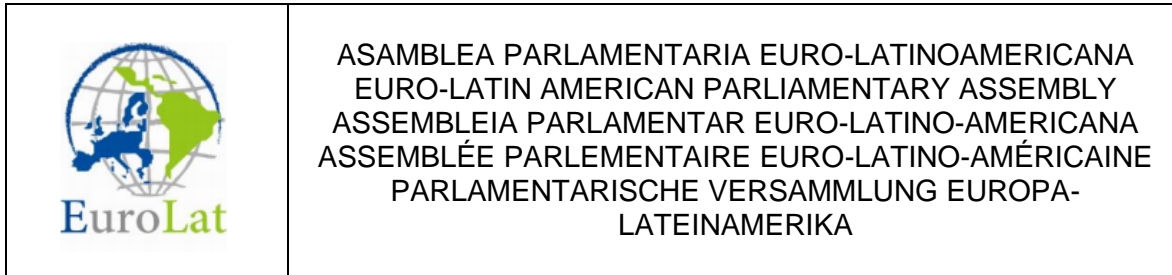 EuroLat
ASAMBLEA PARLAMENTARIA EURO-LATINOAMERICANA
EURO-LATIN AMERICAN PARLIAMENTARY ASSEMBLY
ASSEMBLEIA PARLAMENTAR EURO-LATINO-AMERICANA
ASSEMBLÉE PARLEMENTAIRE EURO-LATINO-AMÉRICAINE
PARLAMENTARISCHE VERSAMMLUNG EUROPA-
LATEINAMERIKA